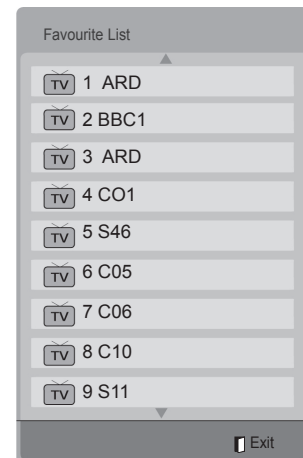 Favourite List
TV 1 ARD
TV 2 BBC1
TV 3 ARD
TV 4 CO1
TV 5 S46
TV 6 C05
TV 7 C06
TV 8 C10
TV 9 S11
Exit